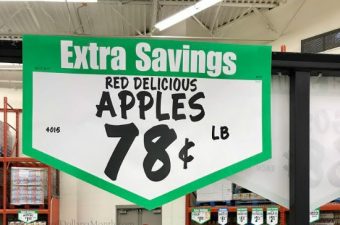 Extra Savings
RED DELICIOUS
APPLES
4015
78¢ LB